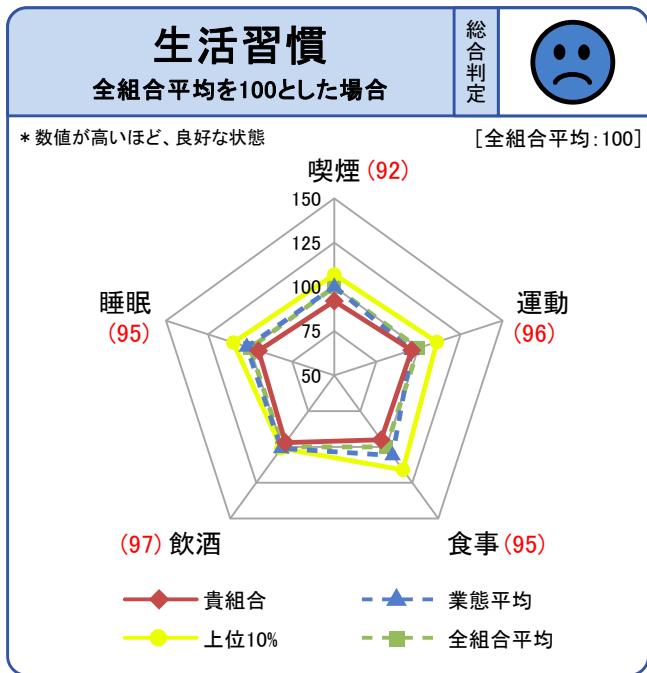 生活習慣
全組合平均を100とした場合
総合判定
＊数値が高いほど、良好な状態
[全組合平均：100]
喫煙 (92)
150
125
100
75
50
睡眠
(95)
運動
(96)
(97) 飲酒
食事 (95)
貴組合
業態平均
上位10%
全組合平均